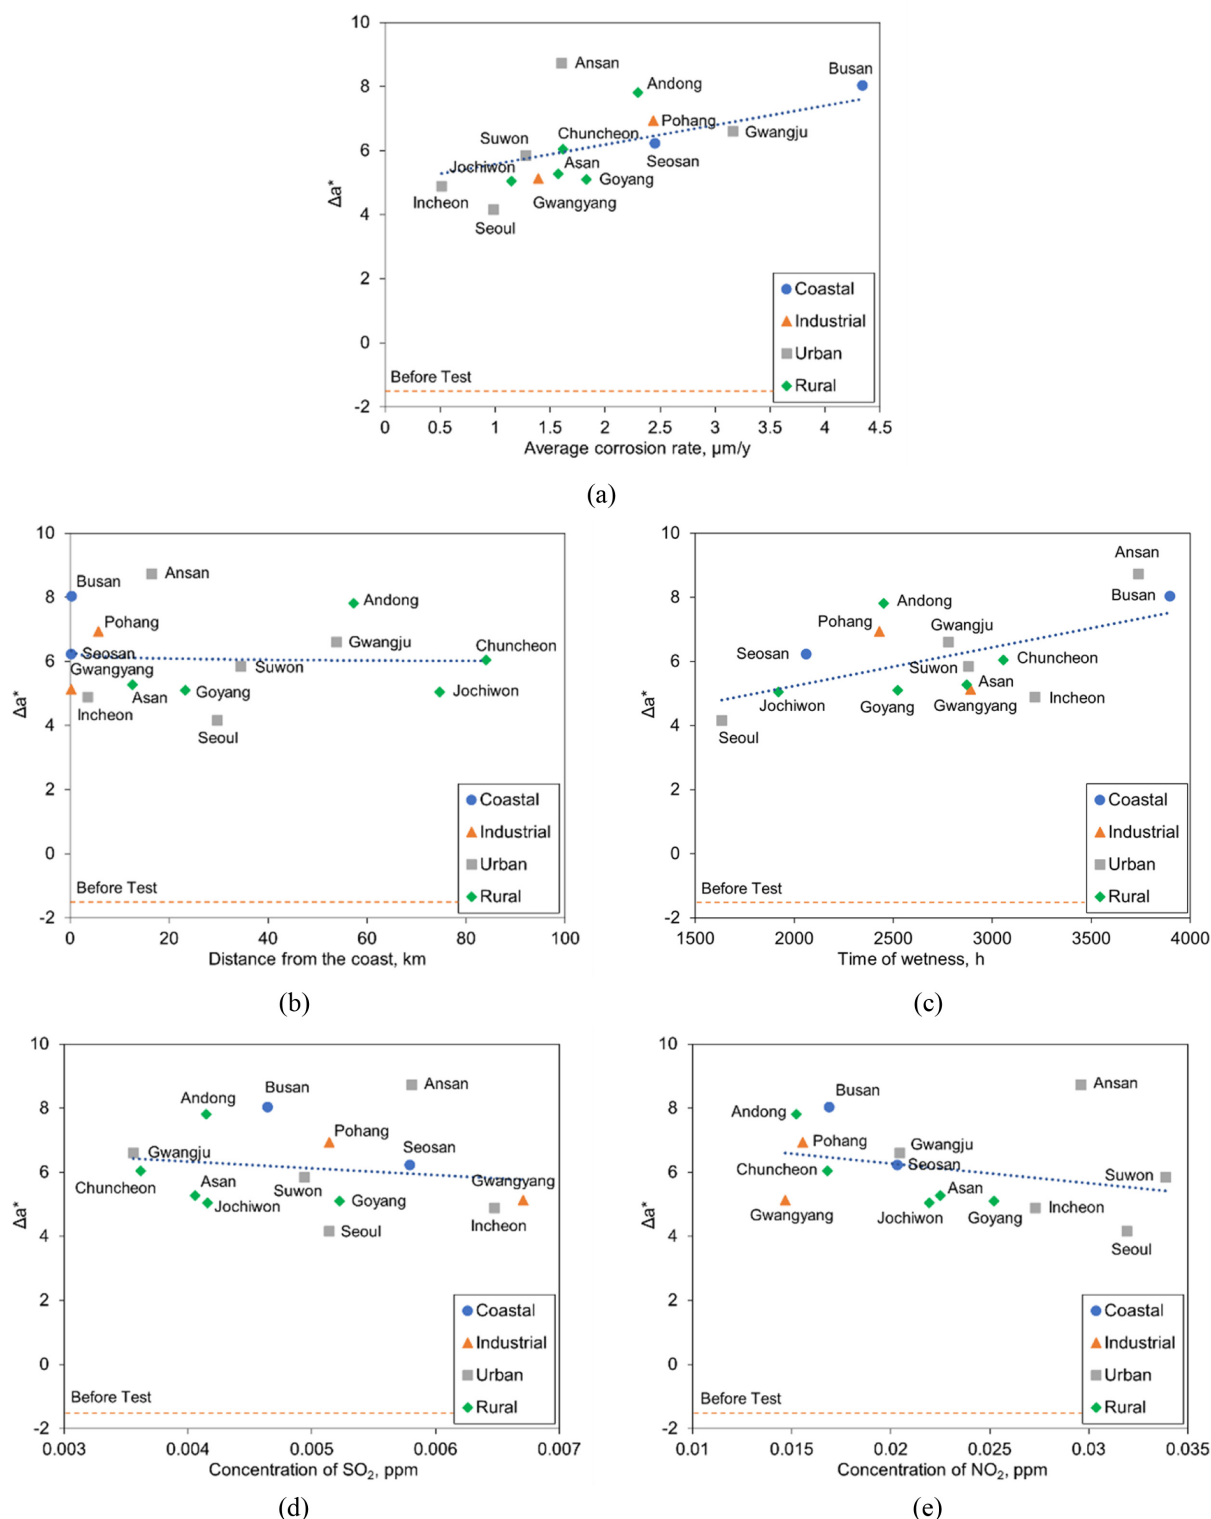 10
8
6
4
2
0
-2
Δa*
Ansan
Busan
Andong
Pohang
Gwangju
Chuncheon
Suwon
Seosan
Jochiwon
Asan
Goyang
Incheon
Gwangyang
Seoul
Coastal
Industrial
Urban
Rural
Before Test
0 0.5 1 1.5 2 2.5 3 3.5 4 4.5
Average corrosion rate, μm/y
(a)
10
8
6
4
2
0
-2
Δa*
Busan
Ansan
Andong
Pohang
Gwangju
Chuncheon
Seosan
Gwangyang
Suwon
Asan
Goyang
Jochiwon
Incheon
Seoul
Coastal
Industrial
Urban
Rural
Before Test
0 20 40 60 80 100
Distance from the coast, km
(b)
10
8
6
4
2
0
-2
Δa*
Ansan
Busan
Andong
Pohang
Gwangju
Seosan
Chuncheon
Suwon
Asan
Jochiwon
Goyang
Gwangyang
Incheon
Seoul
Coastal
Industrial
Urban
Rural
Before Test
1500 2000 2500 3000 3500 4000
Time of wetness, h
(c)
10
8
6
4
2
0
-2
Δa*
Andong
Busan
Ansan
Pohang
Gwangju
Seosan
Chuncheon
Asan
Suwon
Gwangyang
Jochiwon
Goyang
Incheon
Seoul
Coastal
Industrial
Urban
Rural
Before Test
0.003 0.004 0.005 0.006 0.007
Concentration of SO2, ppm
(d)
10
8
6
4
2
0
-2
Δa*
Busan
Ansan
Andong
Pohang
Gwangju
Chuncheon
Seosan
Suwon
Gwangyang
Asan
Jochiwon
Goyang
Incheon
Seoul
Coastal
Industrial
Urban
Rural
Before Test
0.01 0.015 0.02 0.025 0.03 0.035
Concentration of NO2, ppm
(e)